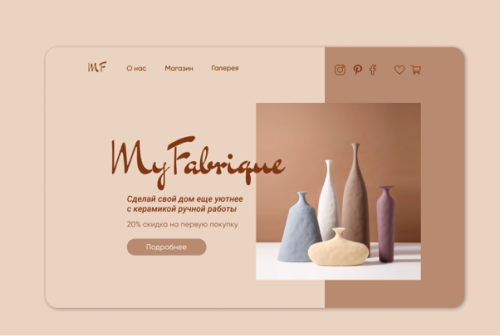 MF
О нас
Магазин
Галерея
MyFabrique
Сделай свой дом еще уютнее
с керамикой ручной работы
20% скидка на первую покупку
Подробнее